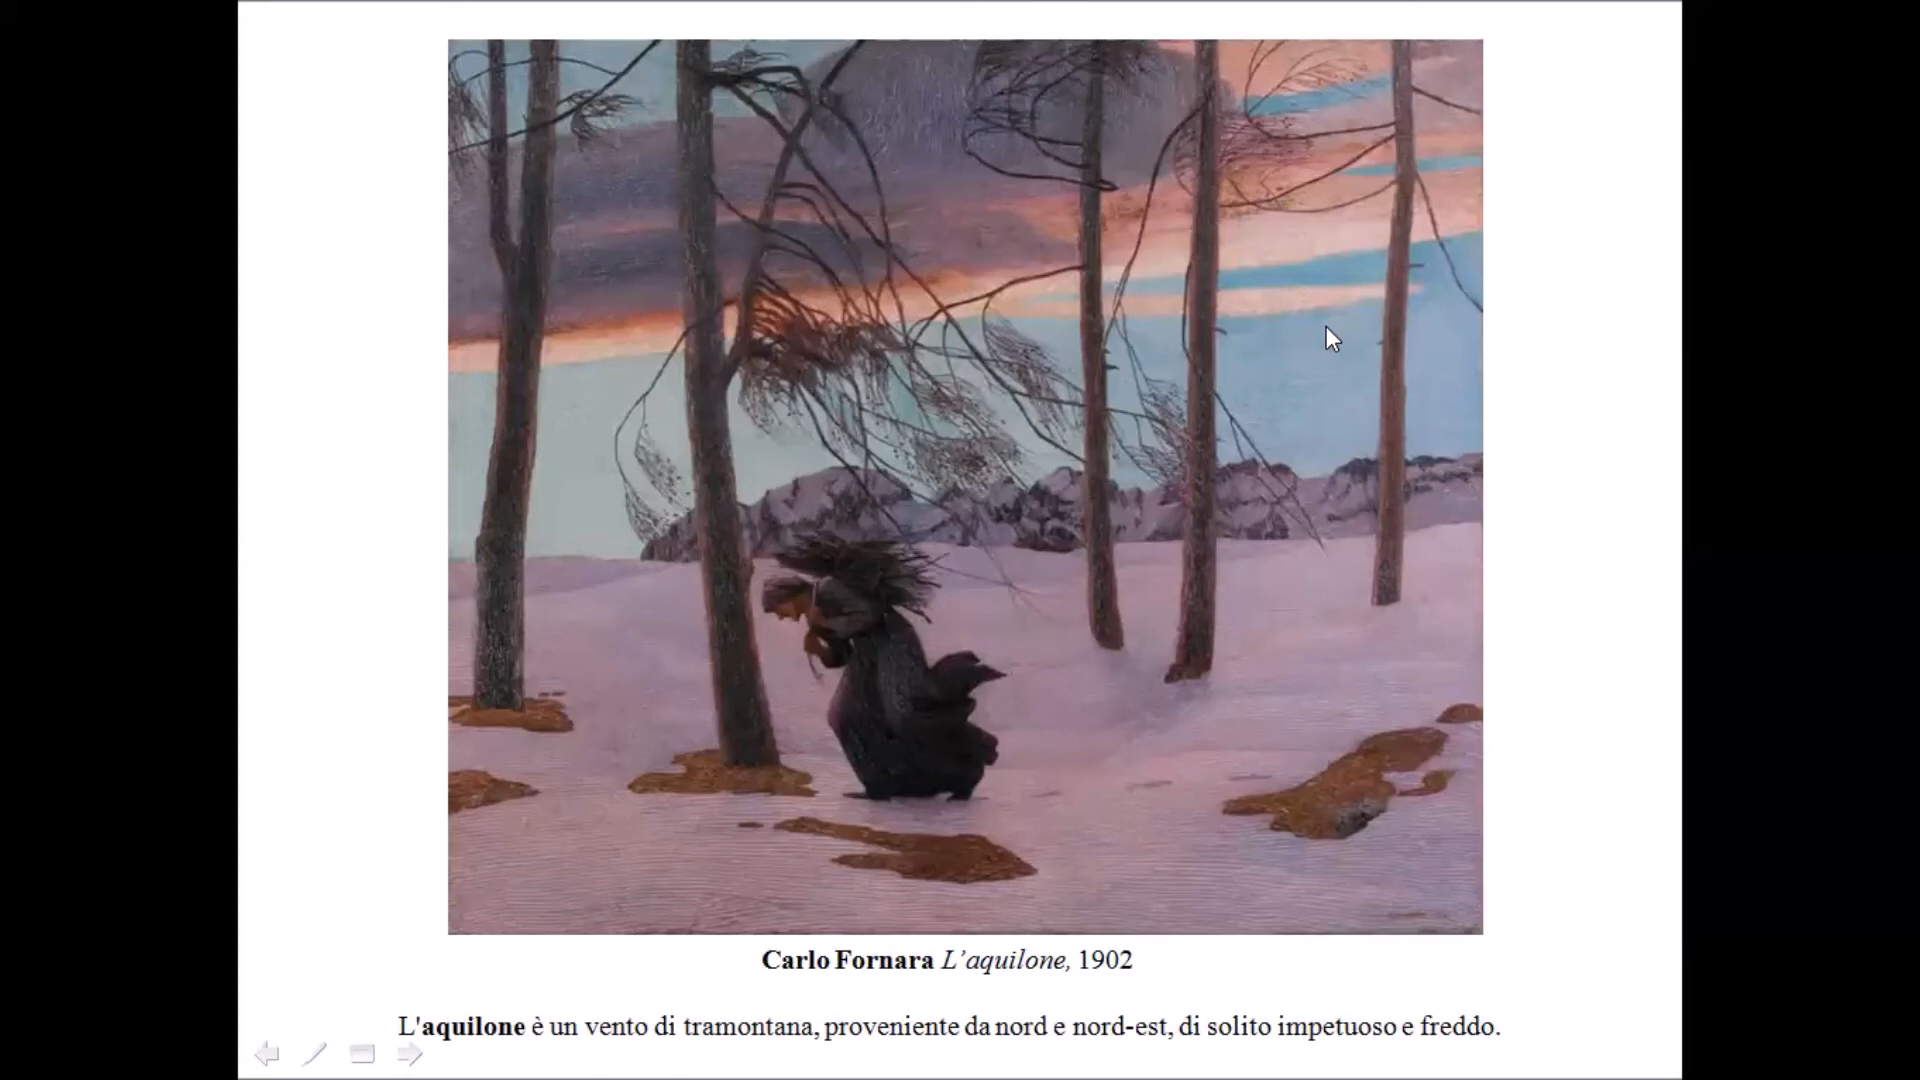 Carlo Fornara L’aquilone, 1902
L'aquilone è un vento di tramontana, proveniente da nord e nord-est, di solito impetuoso e freddo.